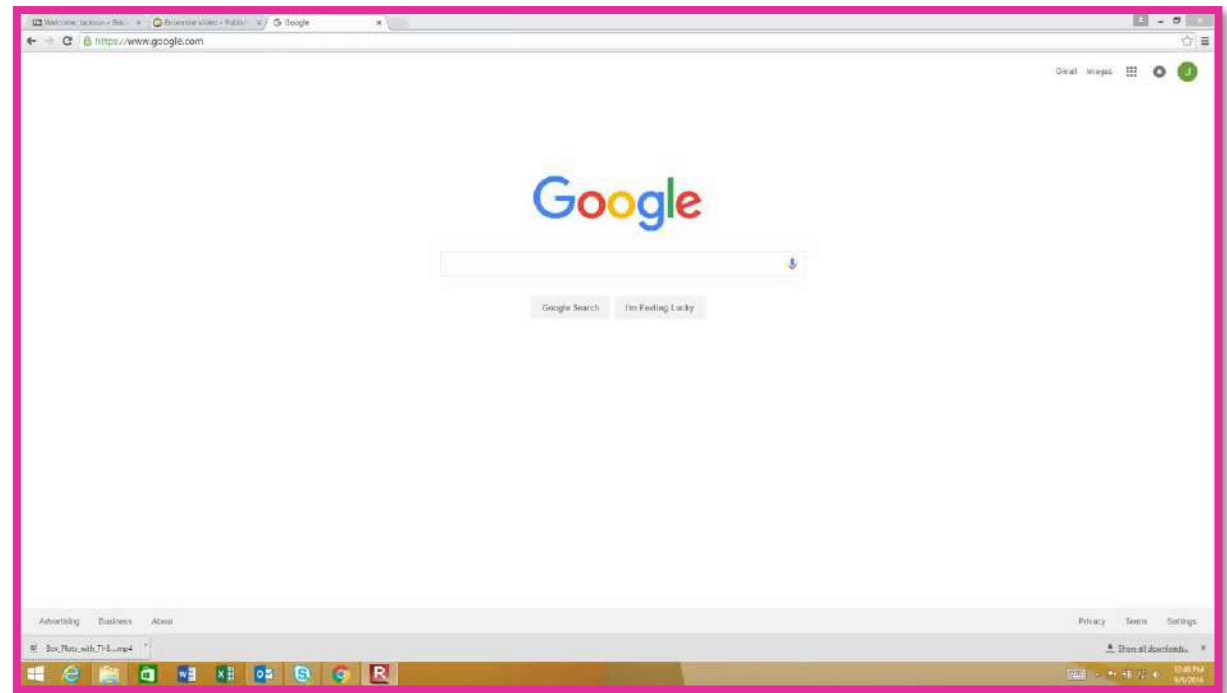 Google
https://www.google.com
Gmail Images
J
Google
Google Search I'm Feeling Lucky
Advertising Business About
Privacy Terms Settings
Show all downloads...